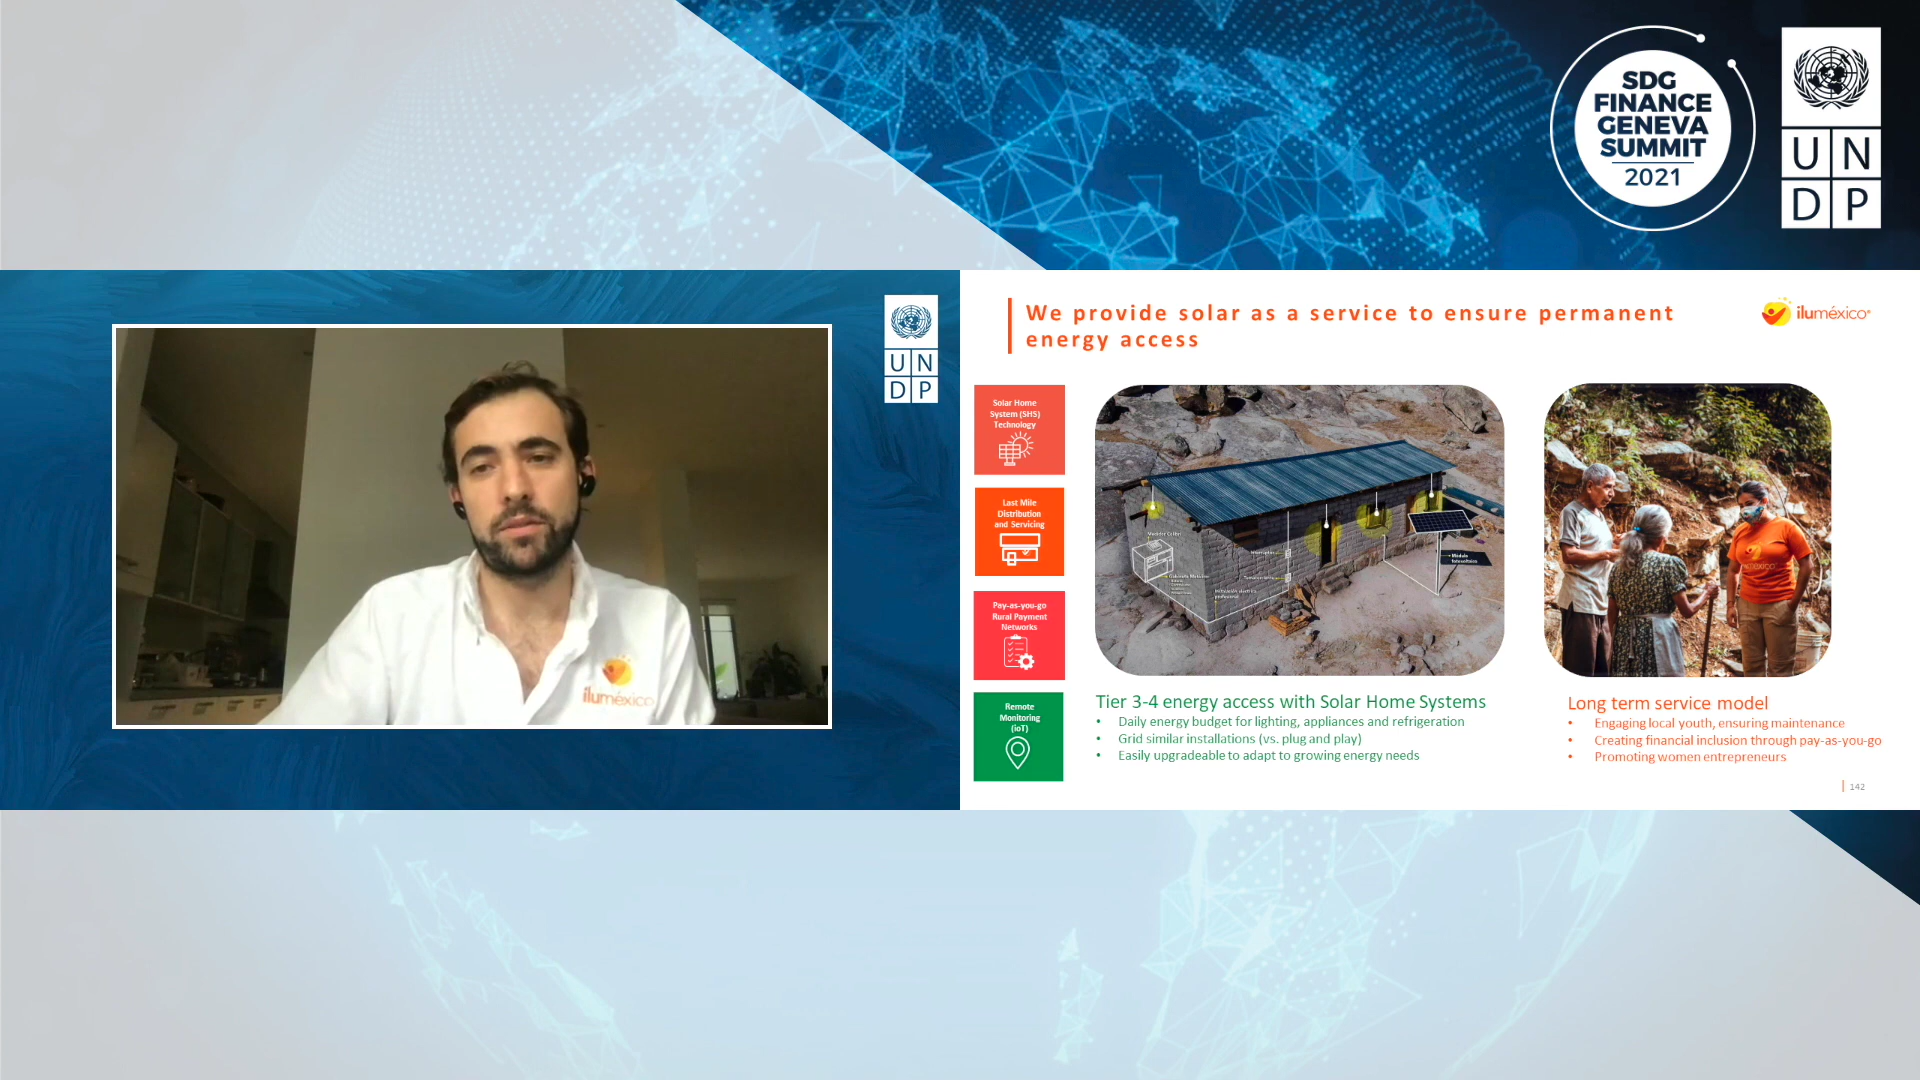 SDG
FINANCE
GENEVA
SUMMIT
2021
U N
D P
U N
D P
ilumexico
We provide solar as a service to ensure permanent
energy access
iluméxico
Solar Home
System (SHS)
Technology
Last Mile
Distribution
and Servicing
Pay-as-you-go
Rural Payment
Networks
Remote
Monitoring
(IoT)
Tier 3-4 energy access with Solar Home Systems
• Daily energy budget for lighting, appliances and refrigeration
• Grid similar installations (vs. plug and play)
• Easily upgradeable to adapt to growing energy needs
Long term service model
• Engaging local youth, ensuring maintenance
• Creating financial inclusion through pay-as-you-go
• Promoting women entrepreneurs
142